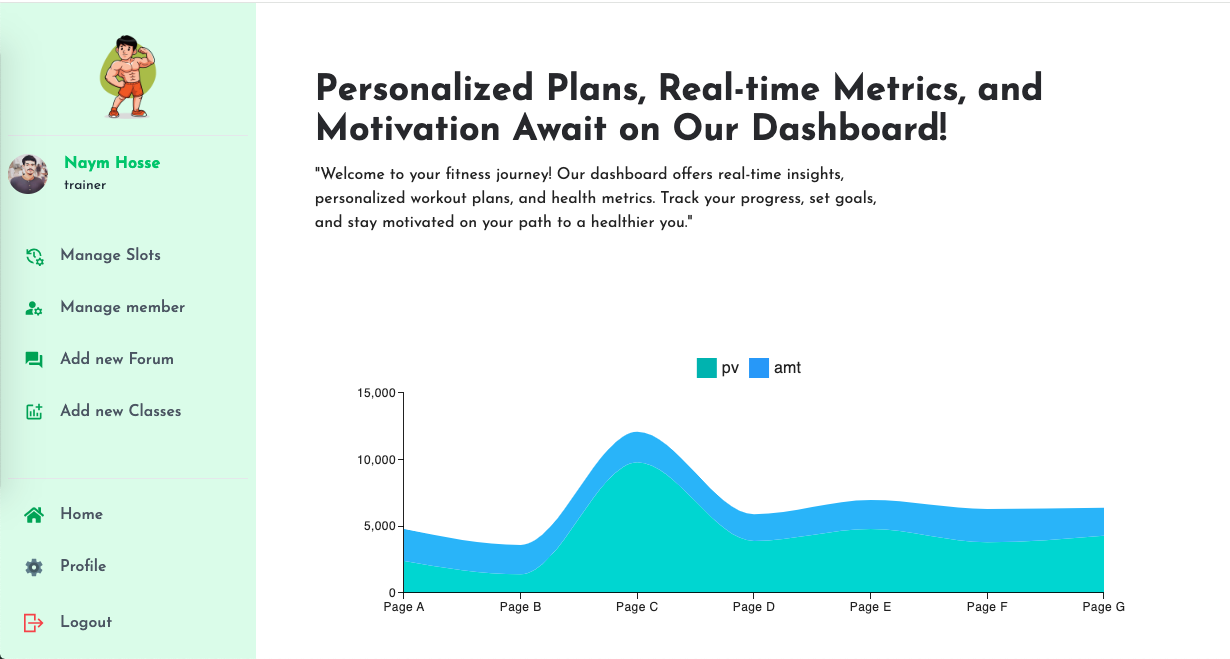 Naym Hosse
trainer
Manage Slots
Manage member
Add new Forum
Add new Classes
Home
Profile
Logout
Personalized Plans, Real-time Metrics, and
Motivation Await on Our Dashboard!
"Welcome to your fitness journey! Our dashboard offers real-time insights,
personalized workout plans, and health metrics. Track your progress, set goals,
and stay motivated on your path to a healthier you."
pv amt
15,000
10,000
5,000
0
Page A Page B Page C Page D Page E Page F Page G